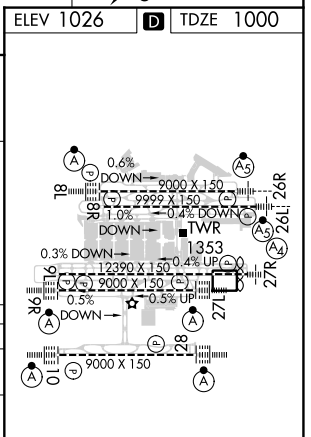 ELEV 1026 D TDZE 1000
A
0.6%
A5
P
DOWN
9000 X 150
26R
8L
P
P
9999 X 150
8R
1.0%
0.4% DOWN
P
26L
A5
DOWN
TWR
1353
A4
0.3% DOWN
0.4% UP
P
9L
12390 X 150
27R
P
P
9000 X 150
P
9R
0.5%
0.5% UP
27L
A
DOWN
A
P
28
10
9000 X 150
A
P
A